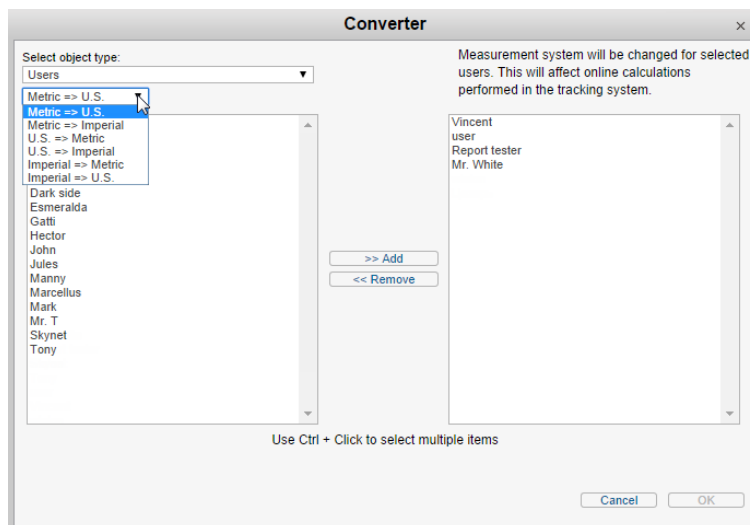 Converter
×
Select object type:
Users
Metric => U.S.
Metric => U.S.
Metric => Imperial
U.S. => Metric
U.S. => Imperial
Imperial => Metric
Imperial => U.S.
Dark side
Esmeralda
Gatti
Hector
John
Jules
Manny
Marcellus
Mark
Mr. T
Skynet
Tony
>> Add
<< Remove
Measurement system will be changed for selected
users. This will affect online calculations
performed in the tracking system.
Vincent
user
Report tester
Mr. White
Use Ctrl + Click to select multiple items
Cancel
OK